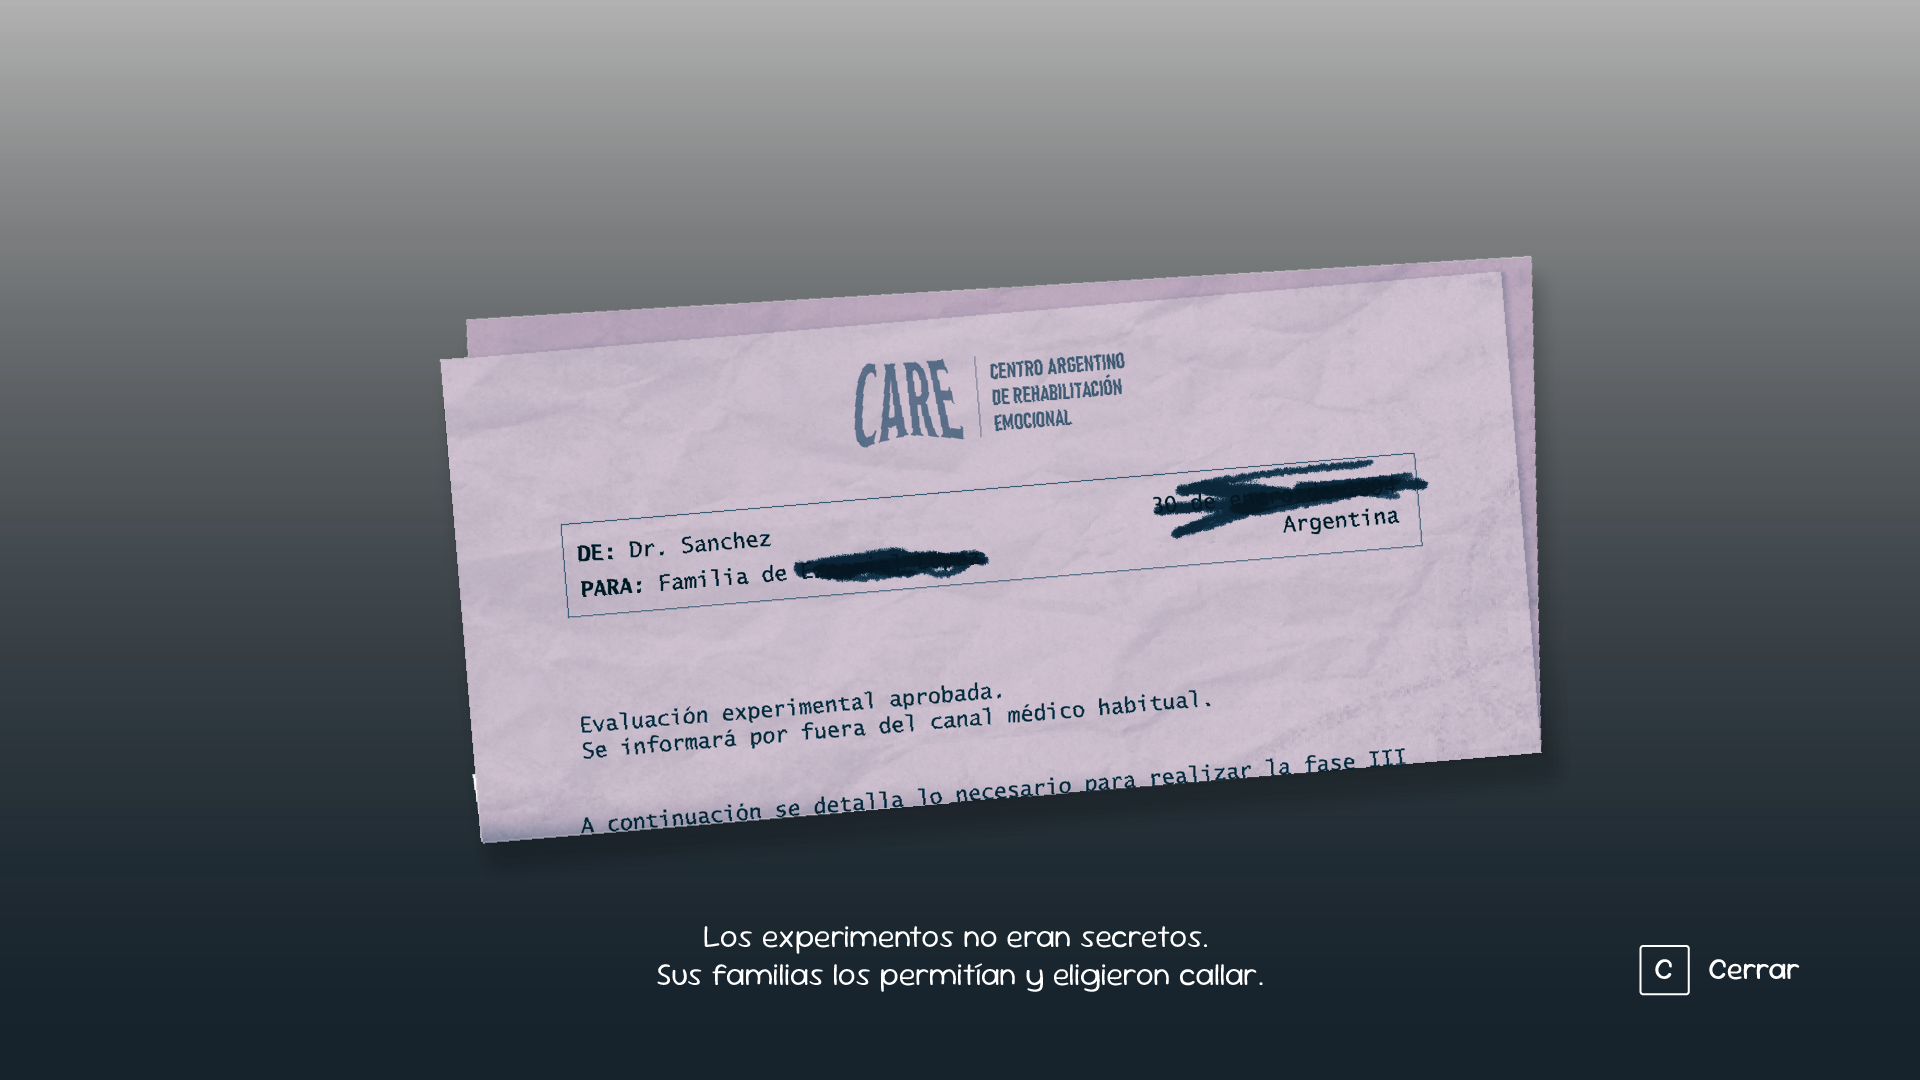 CARE
CENTRO ARGENTINO
DE REHABILITACIÓN
EMOCIONAL
30 de
Argentina
DE: Dr. Sanchez
PARA: Familia de
Evaluación experimental aprobada.
Se informará por fuera del canal médico habitual.
A continuación se detalla lo necesario para realizar la fase III
Los experimentos no eran secretos.
Sus familias los permitían y eligieron callar.
C Cerrar